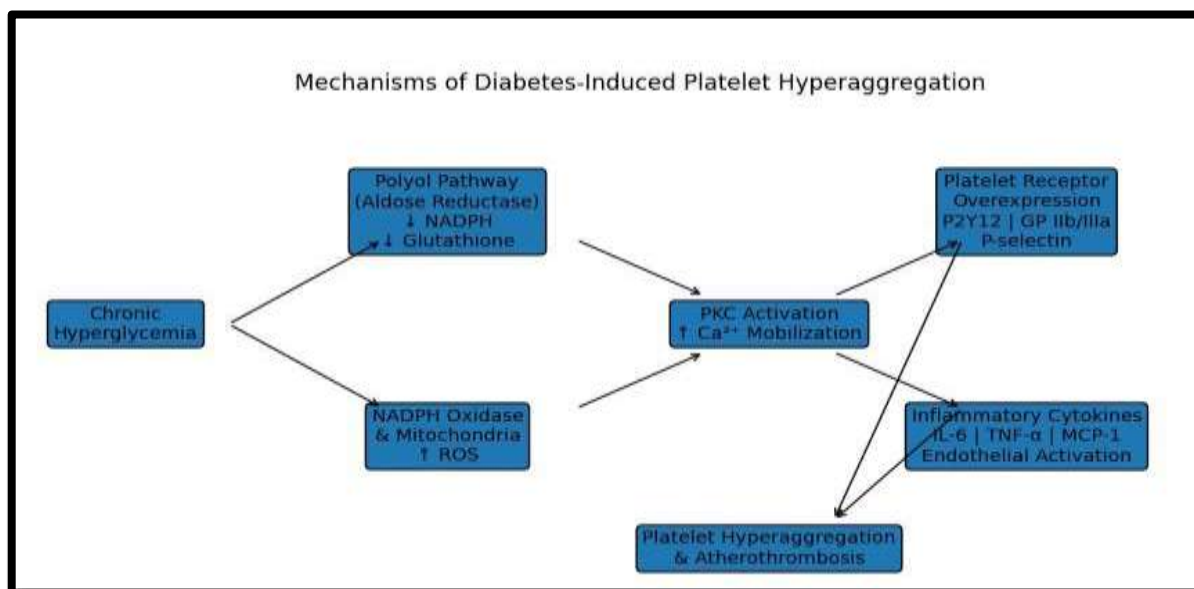 Mechanisms of Diabetes-Induced Platelet Hyperaggregation
Chronic
Hyperglycemia
Polyol Pathway
(Aldose Reductase)
↓ NADPH
↓ Glutathione
NADPH Oxidase
& Mitochondria
↑ ROS
PKC Activation
↑ Ca²⁺ Mobilization
Platelet Receptor
Overexpression
P2Y12 | GP IIb/IIIa
P-selectin
Inflammatory Cytokines
IL-6 | TNF-α | MCP-1
Endothelial Activation
Platelet Hyperaggregation
& Atherothrombosis